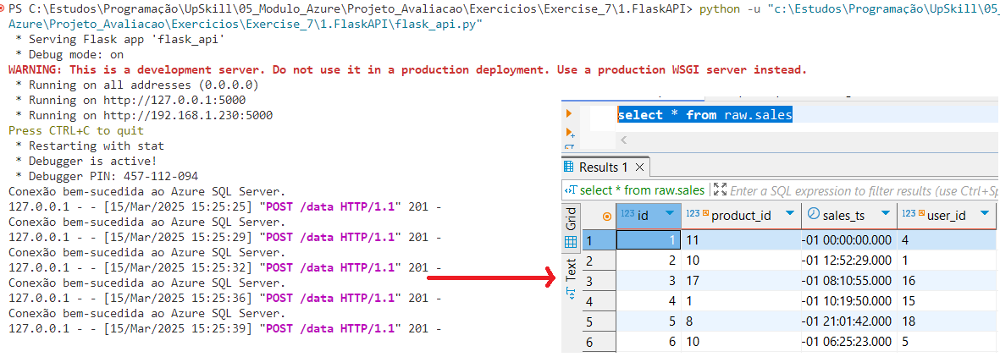 PS C:\Estudos\Programação\UpSkill\05_Modulo_Azure\Projeto_Avaliacao\Exercicios\Exercise_7\1.FlaskAPI> python -u "c:\Estudos\Programação\UpSkill\05_
Azure\Projeto_Avaliacao\Exercicios\Exercise_7\1.FlaskAPI\flask_api.py"
* Serving Flask app 'flask_api'
* Debug mode: on
WARNING: This is a development server. Do not use it in a production deployment. Use a production WSGI server instead.
* Running on all addresses (0.0.0.0)
* Running on http://127.0.0.1:5000
* Running on http://192.168.1.230:5000
Press CTRL+C to quit
* Restarting with stat
* Debugger is active!
* Debugger PIN: 457-112-094
Conexão bem-sucedida ao Azure SQL Server.
127.0.0.1 - - [15/Mar/2025 15:25:25] "POST /data HTTP/1.1" 201 -
Conexão bem-sucedida ao Azure SQL Server.
127.0.0.1 - - [15/Mar/2025 15:25:29] "POST /data HTTP/1.1" 201 -
Conexão bem-sucedida ao Azure SQL Server.
127.0.0.1 - - [15/Mar/2025 15:25:32] "POST /data HTTP/1.1" 201 -
Conexão bem-sucedida ao Azure SQL Server.
127.0.0.1 - - [15/Mar/2025 15:25:36] "POST /data HTTP/1.1" 201 -
Conexão bem-sucedida ao Azure SQL Server.
127.0.0.1 - - [15/Mar/2025 15:25:39] "POST /data HTTP/1.1" 201 -
select * from raw.sales
Results 1
select * from raw.sales Enter a SQL expression to filter results (use Ctrl+Sp
Grid
Text
123 id 123 product_id sales_ts 123 user_id
1 1 11 -01 00:00:00.000 4
2 2 10 -01 12:52:29.000 1
3 3 17 -01 08:10:55.000 16
4 4 1 -01 10:19:50.000 15
5 5 8 -01 21:01:42.000 18
6 6 10 -01 06:25:23.000 5